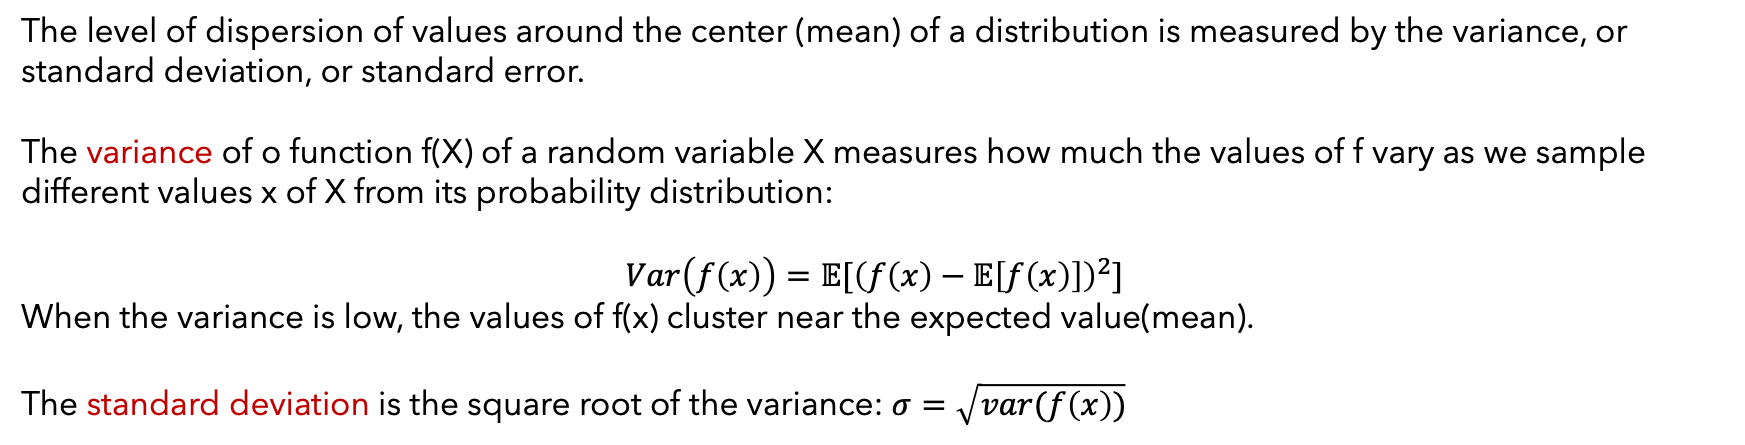 The level of dispersion of values around the center (mean) of a distribution is measured by the variance, or
standard deviation, or standard error.
The variance of o function f(X) of a random variable X measures how much the values of f vary as we sample
different values x of X from its probability distribution:
Var(f(x)) = 𝔼[(f(x) − 𝔼[f(x)])²]
When the variance is low, the values of f(x) cluster near the expected value(mean).
The standard deviation is the square root of the variance: σ = √var(f(x))